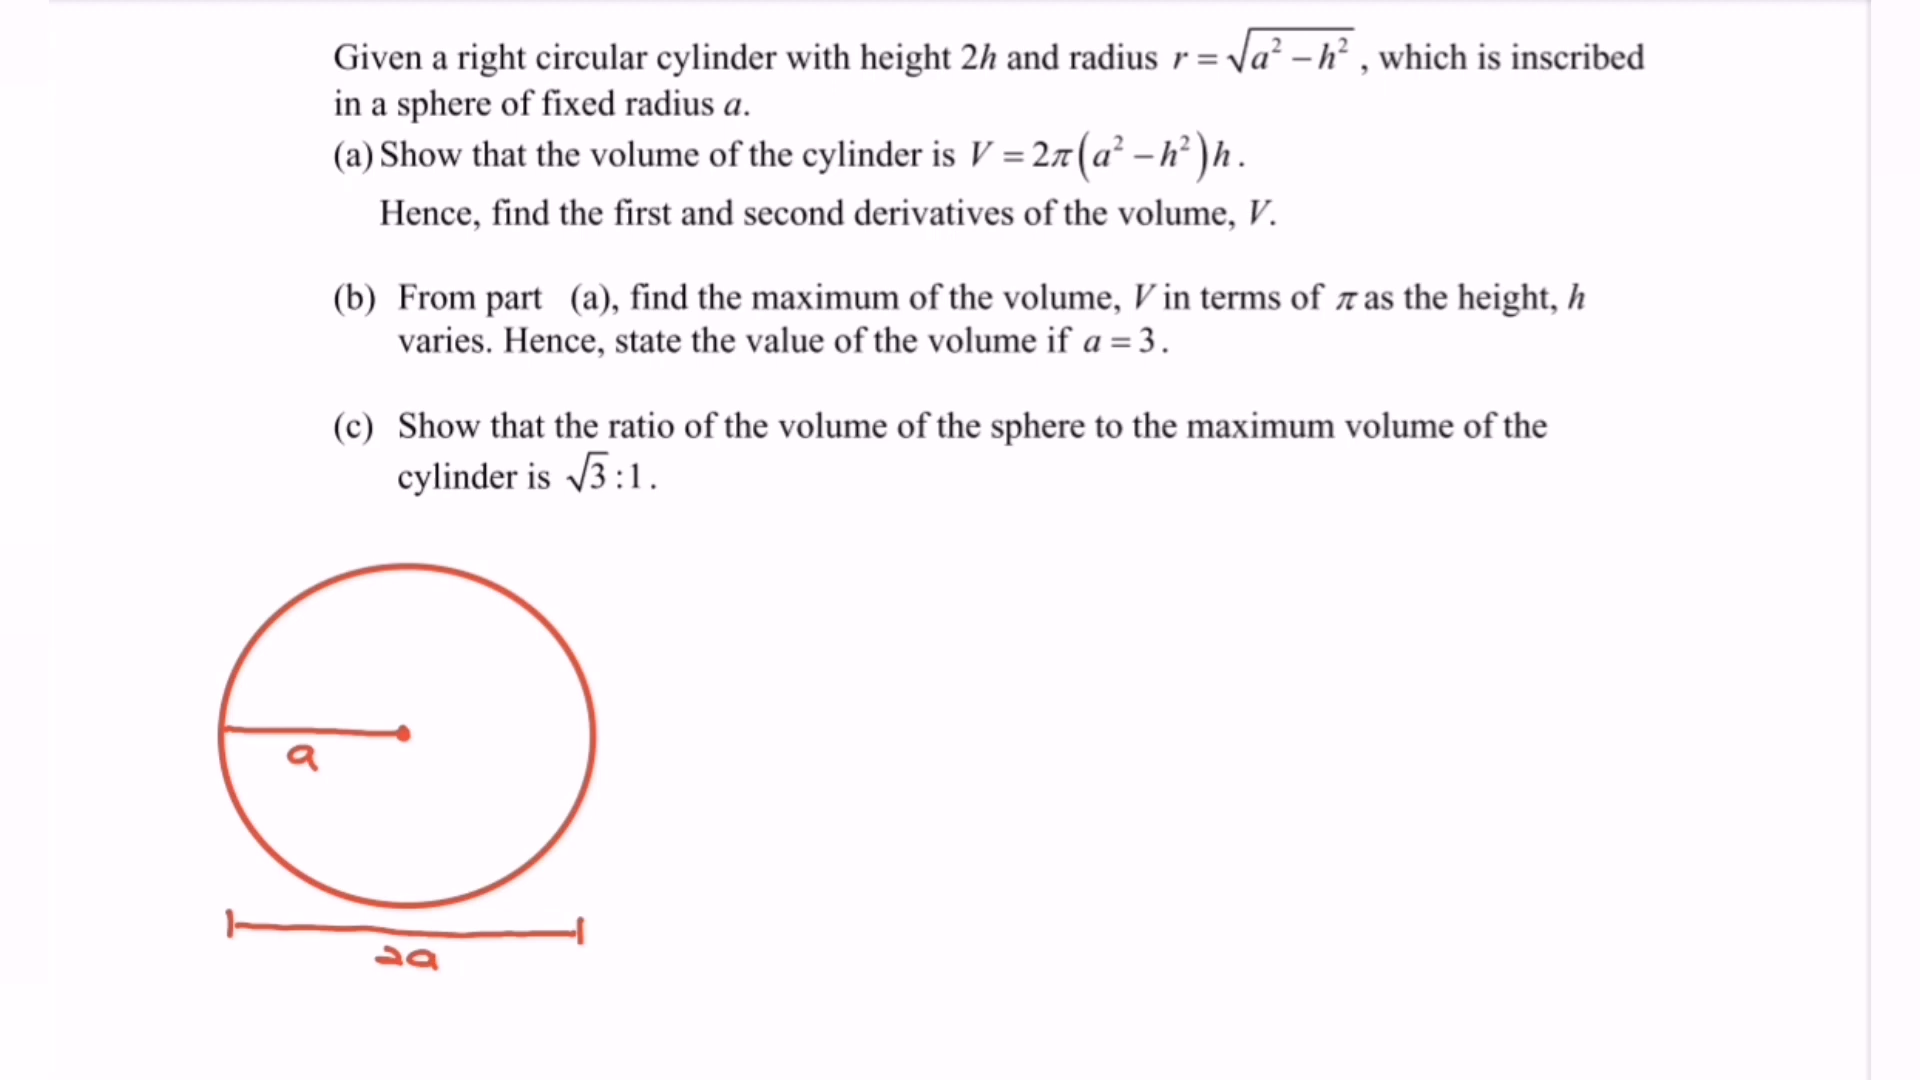 Given a right circular cylinder with height 2h and radius r = √(a² – h²) , which is inscribed
in a sphere of fixed radius a.
(a) Show that the volume of the cylinder is V = 2π(a² – h²)h .
Hence, find the first and second derivatives of the volume, V.
(b) From part (a), find the maximum of the volume, V in terms of π as the height, h
varies. Hence, state the value of the volume if a = 3 .
(c) Show that the ratio of the volume of the sphere to the maximum volume of the
cylinder is √3 : 1 .
a
2a